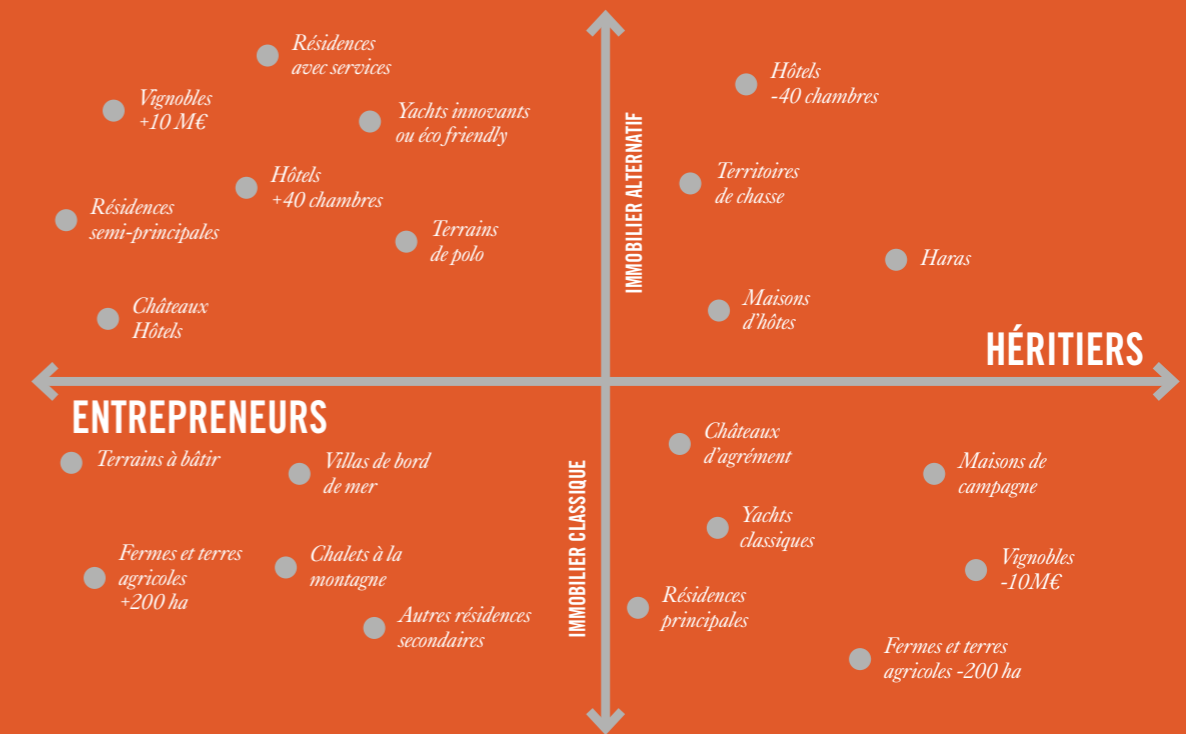 Résidences
avec services
Vignobles
+10 M€
Yachts innovants
ou éco friendly
Hôtels
+40 chambres
Résidences
semi-principales
Terrains
de polo
Châteaux
Hôtels
IMMOBILIER ALTERNATIF
Hôtels
-40 chambres
Territoires
de chasse
Haras
Maisons
d'hôtes
HÉRITIERS
ENTREPRENEURS
Terrains à bâtir
Villas de bord
de mer
Fermes et terres
agricoles
+200 ha
Chalets à la
montagne
Autres résidences
secondaires
IMMOBILIER CLASSIQUE
Châteaux
d'agrément
Maisons de
campagne
Yachts
classiques
Vignobles
-10M€
Résidences
principales
Fermes et terres
agricoles -200 ha